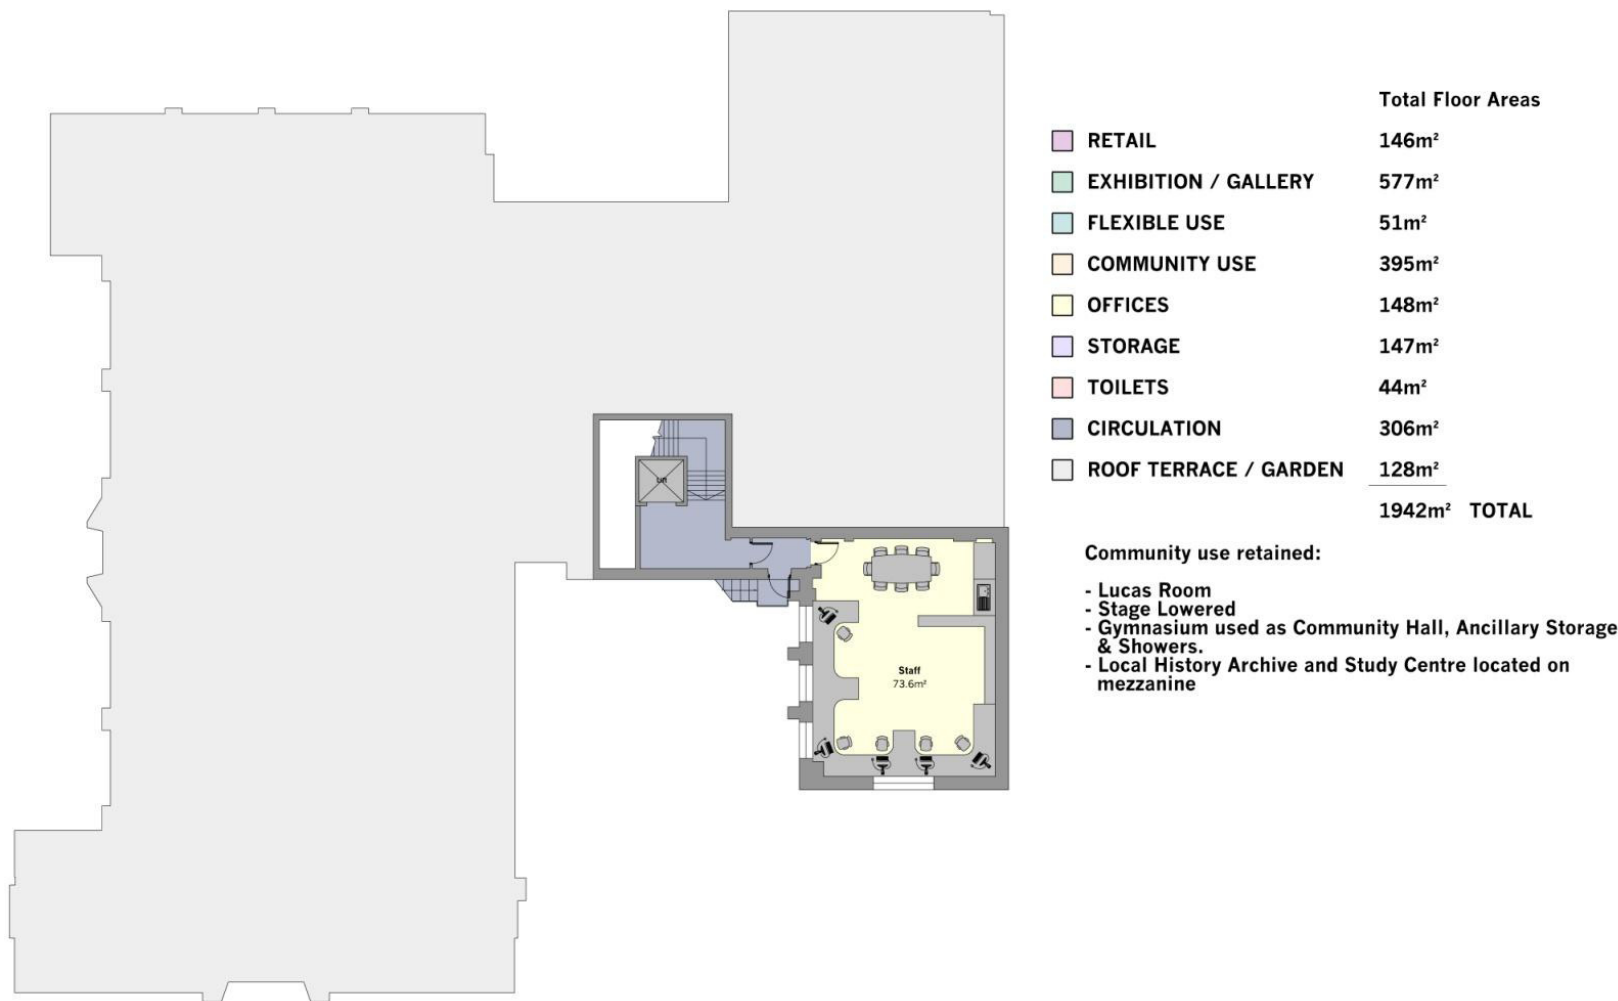 Total Floor Areas
RETAIL 146m²
EXHIBITION / GALLERY 577m²
FLEXIBLE USE 51m²
COMMUNITY USE 395m²
OFFICES 148m²
STORAGE 147m²
TOILETS 44m²
CIRCULATION 306m²
ROOF TERRACE / GARDEN 128m²
1942m² TOTAL
Community use retained:
- Lucas Room
- Stage Lowered
- Gymnasium used as Community Hall, Ancillary Storage
& Showers.
- Local History Archive and Study Centre located on
mezzanine
Lift
Staff
73.6m²